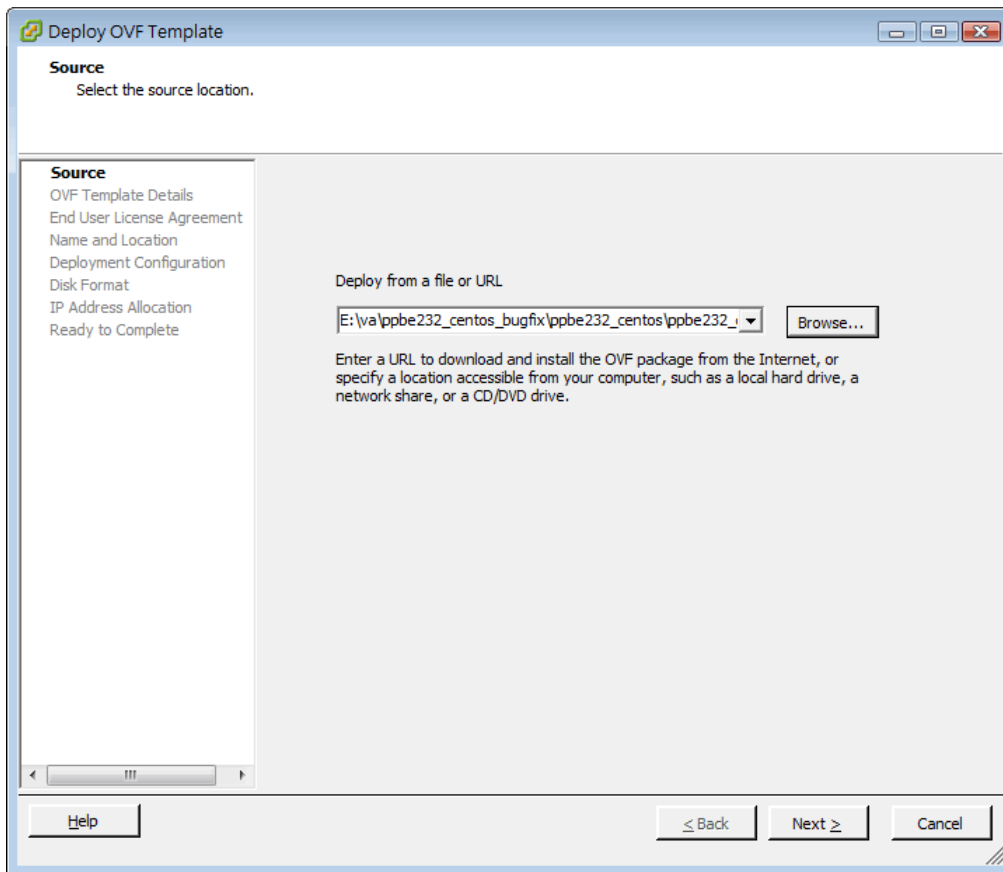 Deploy OVF Template
Source
Select the source location.
Source
OVF Template Details
End User License Agreement
Name and Location
Deployment Configuration
Disk Format
IP Address Allocation
Ready to Complete
Deploy from a file or URL
E:\va\ppbe232_centos_bugfix\ppbe232_centos\ppbe232_
Browse...
Enter a URL to download and install the OVF package from the Internet, or
specify a location accessible from your computer, such as a local hard drive, a
network share, or a CD/DVD drive.
Help
< Back
Next >
Cancel